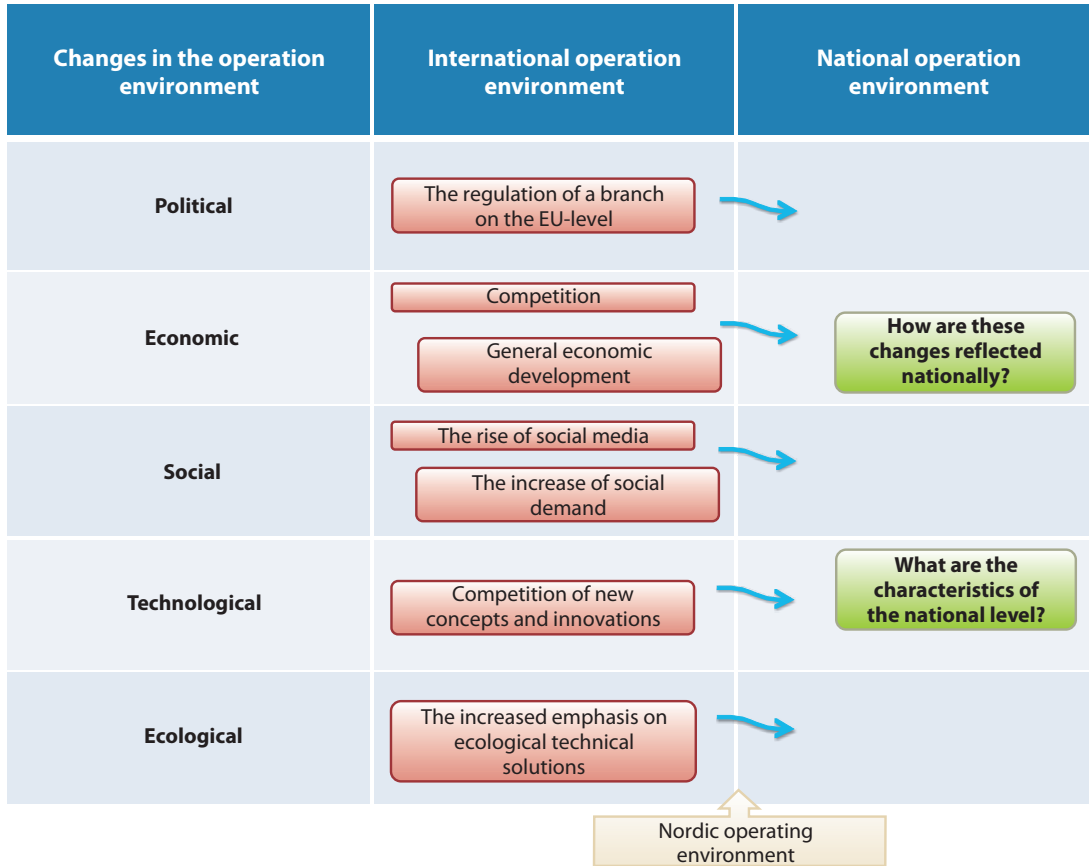 Changes in the operation
environment
International operation
environment
National operation
environment
Political
The regulation of a branch
on the EU-level
Economic
Competition
General economic
development
How are these
changes reflected
nationally?
Social
The rise of social media
The increase of social
demand
Technological
Competition of new
concepts and innovations
What are the
characteristics of
the national level?
Ecological
The increased emphasis on
ecological technical
solutions
Nordic operating
environment